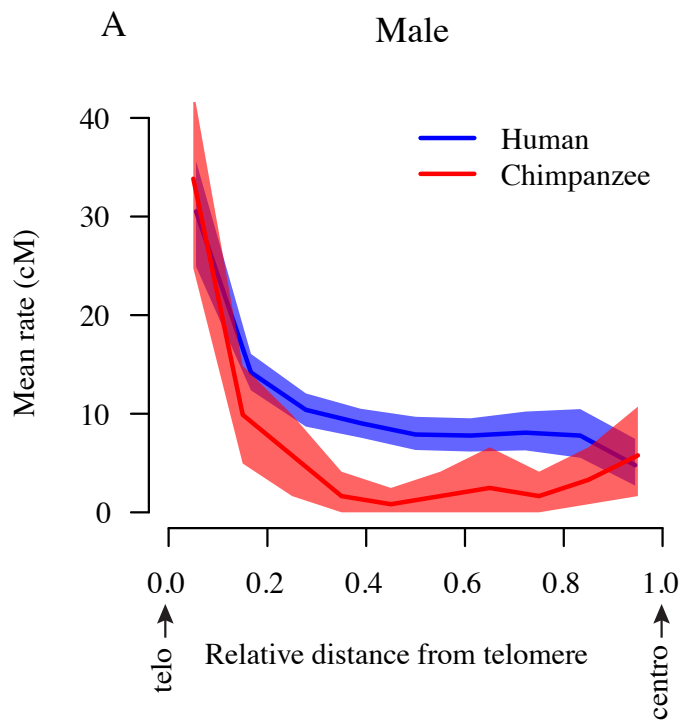 A
Male
Human
Chimpanzee
Mean rate (cM)
40
30
20
10
0
0.0 0.2 0.4 0.6 0.8 1.0
telo
Relative distance from telomere
centro